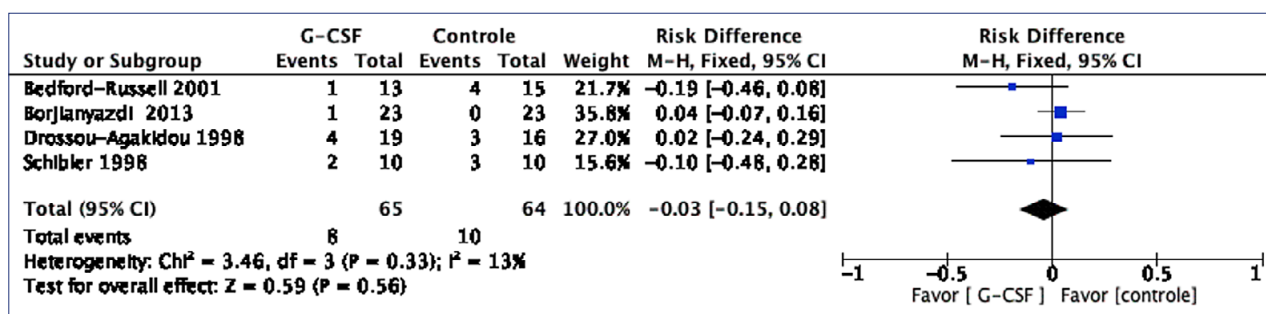 G-CSF Controle Risk Difference Risk Difference
Study or Subgroup Events Total Events Total Weight M-H, Fixed, 95% CI M-H, Fixed, 95% CI
Bedford-Russell 2001 1 13 4 15 21.7% -0.19 [-0.46, 0.08]
Borjianyazdi 2013 1 23 0 23 35.8% 0.04 [-0.07, 0.16]
Drossou-Agakidou 1998 4 19 3 16 27.0% 0.02 [-0.24, 0.29]
Schibler 1998 2 10 3 10 15.6% -0.10 [-0.48, 0.28]
Total (95% CI) 65 64 100.0% -0.03 [-0.15, 0.08]
Total events 8 10
Heterogeneity: Chi² = 3.46, df = 3 (P = 0.33); I² = 13%
Test for overall effect: Z = 0.59 (P = 0.56)
-1 -0.5 0 0.5 1
Favor [ G-CSF ] Favor [controle]